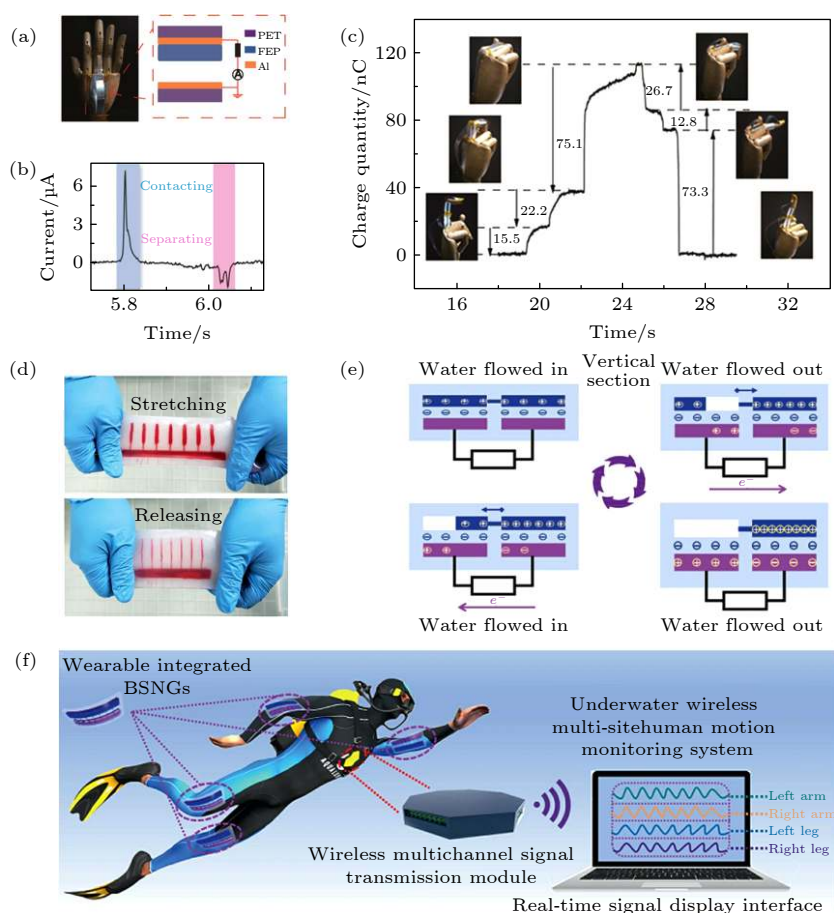 (a)
PET
FEP
Al
A
(b)
Current/μA
6
3
0
Contacting
Separating
5.8
6.0
Time/s
(c)
Charge quantity/nC
120
80
40
0
15.5
22.2
75.1
26.7
12.8
73.3
16
20
24
28
32
Time/s
(d)
Stretching
Releasing
(e)
Water flowed in
Vertical
section
Water flowed out
e⁻
e⁻
Water flowed in
Water flowed out
(f)
Wearable integrated
BSNGs
Underwater wireless
multi-sitehuman motion
monitoring system
Left arm
Right arm
Left leg
Right leg
Wireless multichannel signal
transmission module
Real-time signal display interface